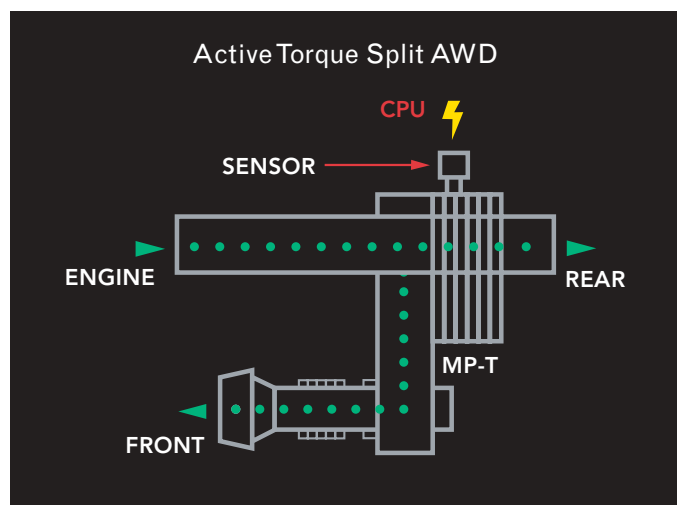 Active Torque Split AWD
CPU
SENSOR
ENGINE
REAR
MP-T
FRONT